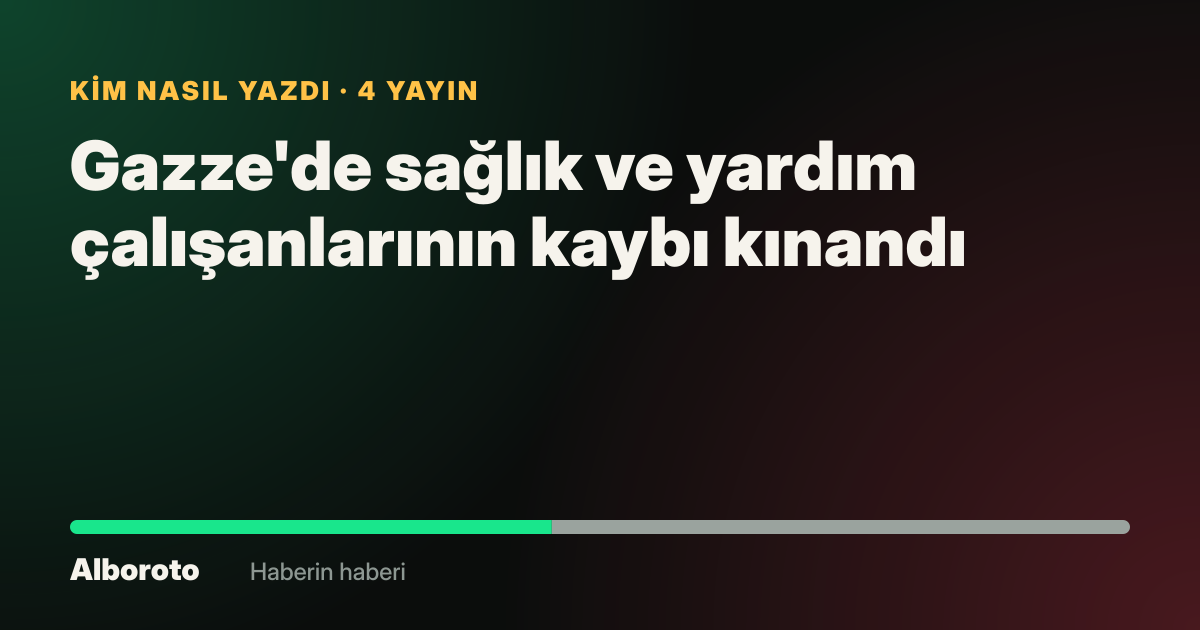 KİM NASIL YAZDI · 4 YAYIN
Gazze'de sağlık ve yardım
çalışanlarının kaybı kınandı
Alboroto
Haberin haberi